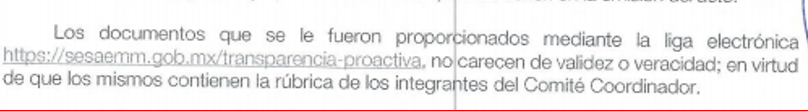 Los documentos que se le fueron proporcionados mediante la liga electrónica
https://sesaemm.gob.mx/transparencia-proactiva, no carecen de validez o veracidad; en virtud
de que los mismos contienen la rúbrica de los integrantes del Comité Coordinador.